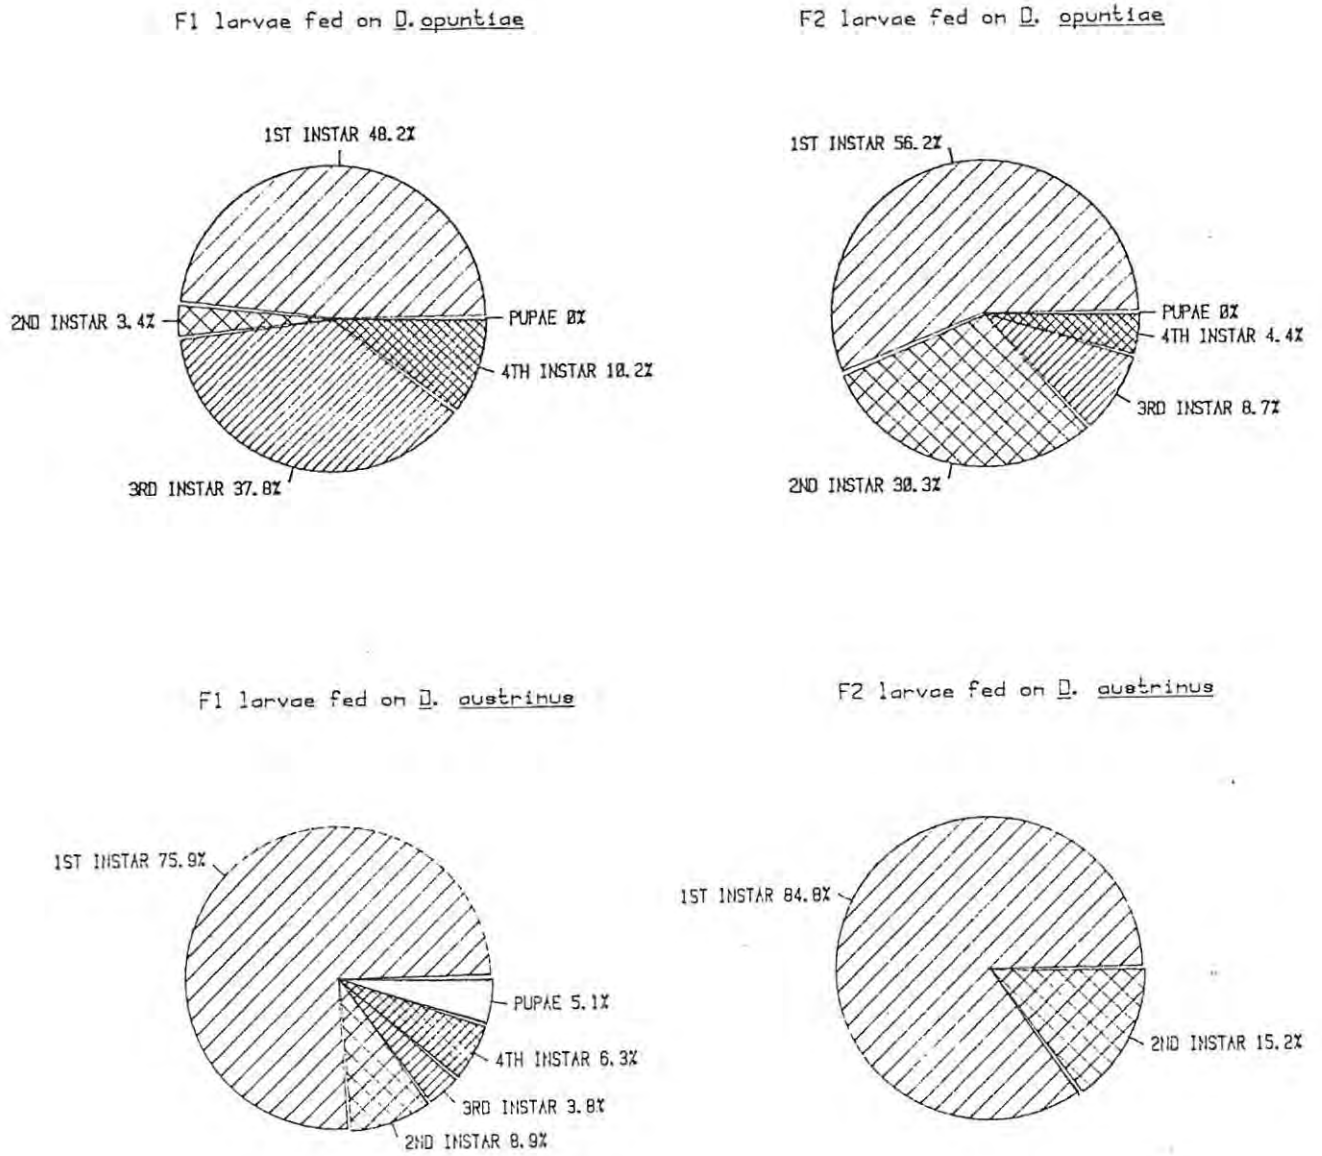 F1 larvae fed on D. opuntiae
1ST INSTAR 48.2%
2ND INSTAR 3.4%
PUPAE 0%
4TH INSTAR 10.2%
3RD INSTAR 37.8%
F2 larvae fed on D. opuntiae
1ST INSTAR 56.2%
PUPAE 0%
4TH INSTAR 4.4%
3RD INSTAR 8.7%
2ND INSTAR 30.3%
F1 larvae fed on D. austrinus
1ST INSTAR 75.9%
PUPAE 5.1%
4TH INSTAR 6.3%
3RD INSTAR 3.8%
2ND INSTAR 8.9%
F2 larvae fed on D. austrinus
1ST INSTAR 84.8%
2ND INSTAR 15.2%